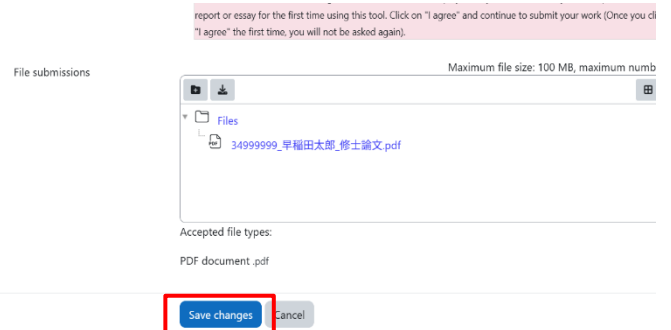 report or essay for the first time using this tool. Click on "I agree" and continue to submit your work (Once you
"I agree" the first time, you will not be asked again).
File submissions
Maximum file size: 100 MB, maximum
Files
34999999_早稲田太郎_修士論文.pdf
Accepted file types:
PDF document .pdf
Save changes
Cancel